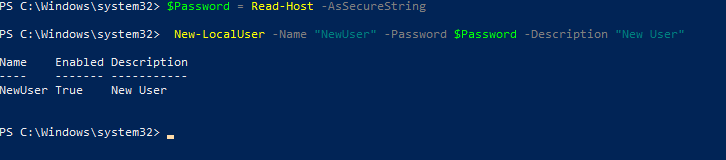 PS C:\Windows\system32> $Password = Read-Host -AsSecureString
PS C:\Windows\system32>  New-LocalUser -Name "NewUser" -Password $Password -Description "New User"
Name    Enabled Description
----    ------- -----------
NewUser True    New User
PS C:\Windows\system32> _